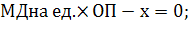 МДна ед.× ОП − x = 0;